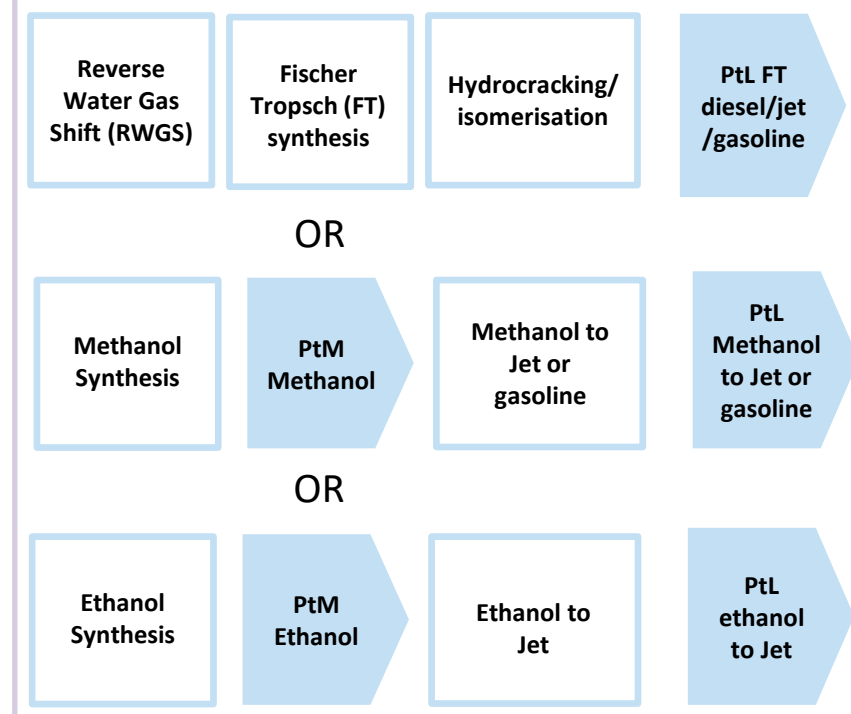 Reverse
Water Gas
Shift (RWGS)
Fischer
Tropsch (FT)
synthesis
Hydrocracking/
isomerisation
PtL FT
diesel/jet
/gasoline
OR
Methanol
Synthesis
PtM
Methanol
Methanol to
Jet or
gasoline
PtL
Methanol
to Jet or
gasoline
OR
Ethanol
Synthesis
PtM
Ethanol
Ethanol to
Jet
PtL
ethanol
to Jet